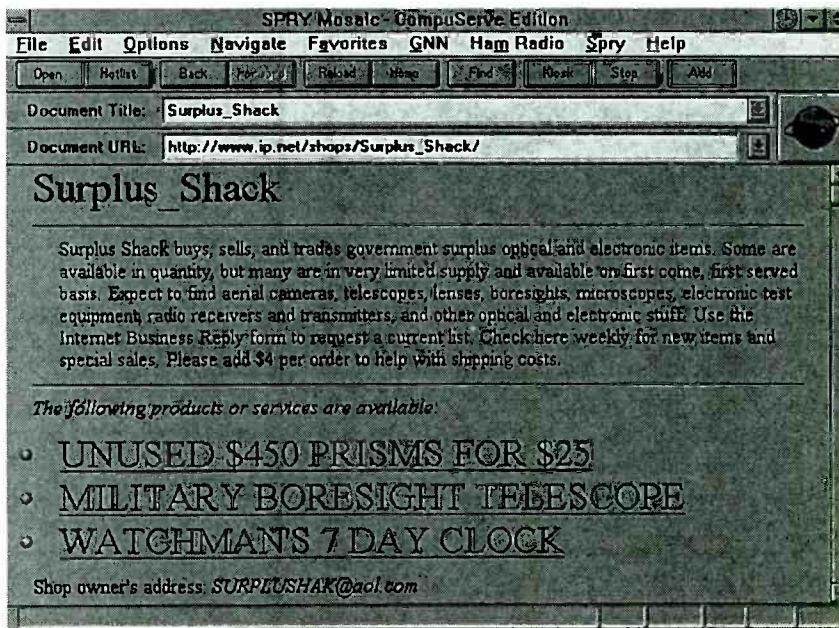 SPRY Mosaic - CompuServe Edition
File Edit Options Navigate Favorites GNN Ham Radio Spry Help
Open Hotlist Back Forward Reload Home Find Kiosk Stop Add
Document Title: Surplus_Shack
Document URL: http://www.ip.net/shops/Surplus_Shack/
Surplus_Shack
Surplus Shack buys, sells, and trades government surplus optical and electronic items. Some are
available in quantity, but many are in very limited supply and available on first come, first served
basis. Expect to find aerial cameras, telescopes, lenses, boresights, microscopes, electronic test
equipment, radio receivers and transmitters, and other optical and electronic stuff. Use the
Internet Business Reply form to request a current list. Check here weekly for new items and
special sales. Please add $4 per order to help with shipping costs.
The following products or services are available:
UNUSED $450 PRISMS FOR $25
MILITARY BORESIGHT TELESCOPE
WATCHMAN'S 7 DAY CLOCK
Shop owner's address: SURPLUSHAK@aol.com